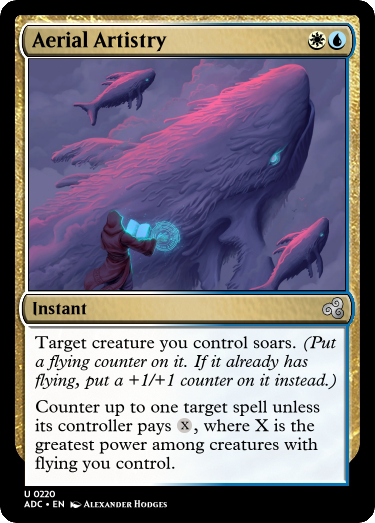 Aerial Artistry
Instant
Target creature you control soars. (Put
a flying counter on it. If it already has
flying, put a +1/+1 counter on it instead.)
Counter up to one target spell unless
its controller pays X, where X is the
greatest power among creatures with
flying you control.
U 0220
ADC • EN Alexander Hodges